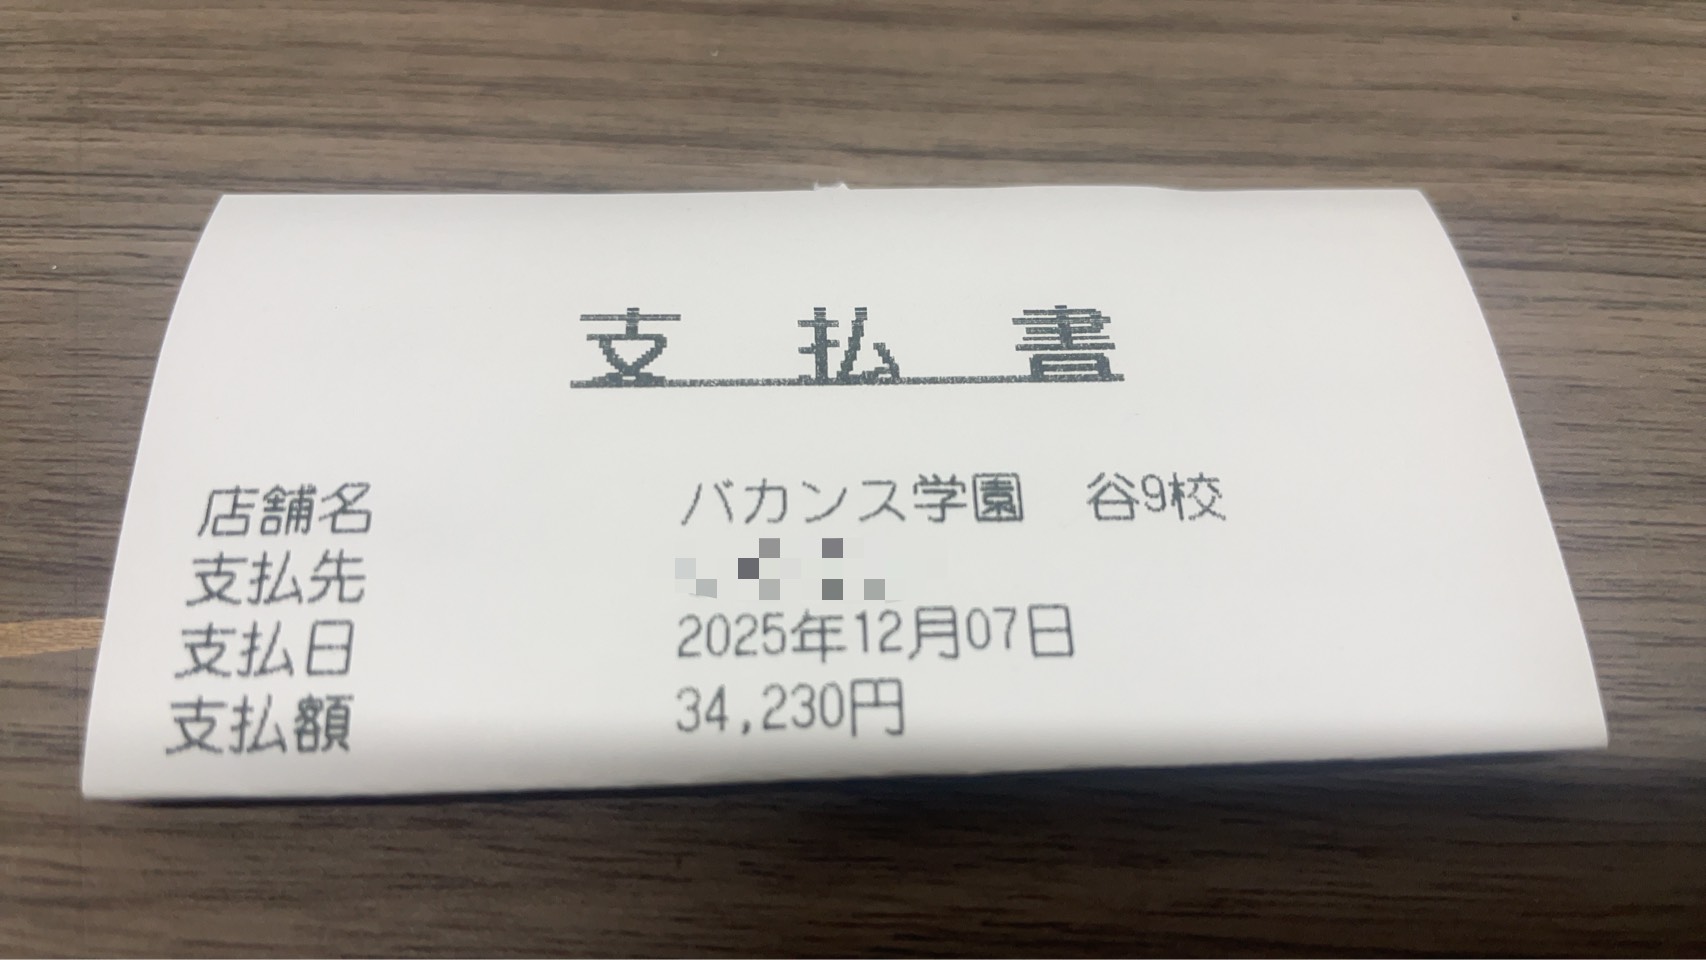 支払書
店舗名 バカンス学園 谷9校
支払先
支払日 2025年12月07日
支払額 34,230円